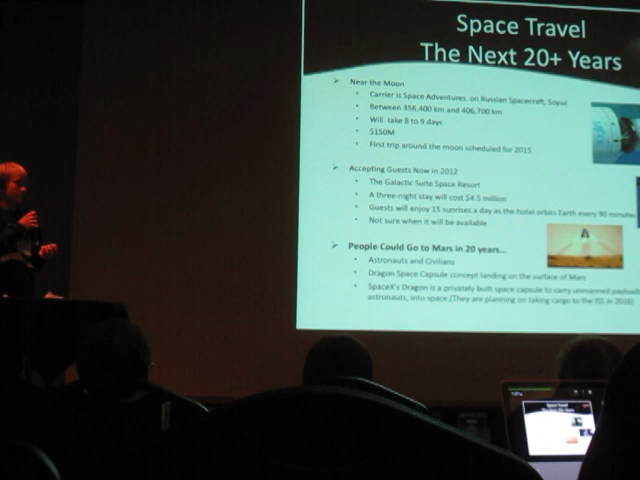 Space Travel
The Next 20+ Years
Near the Moon
Carrier is Space Adventures on Russian Spacecraft, Soyuz
Between 356,400 km and 406,700 km
Will take 8 to 9 days
$150M
First trip around the moon scheduled for 2015
Accepting Guests Now in 2012
The Galactic Suite Space Resort
A three-night stay will cost $4.5 million
Guests will enjoy 15 sunrises a day as the hotel orbits Earth every 90 minutes
Not sure when it will be available
People Could Go to Mars in 20 years...
Astronauts and Civilians
Dragon Space Capsule concept landing on the surface of Mars
SpaceX's Dragon is a privately built space capsule to carry unmanned
astronauts, into space.(They are planning on taking cargo to the ISS in 2016)
Space Travel
The Next 20+ Years